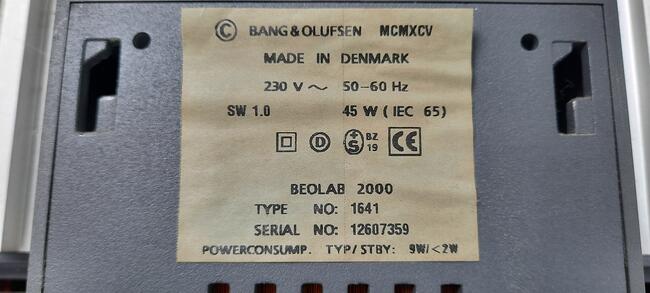 © BANG & OLUFSEN MCMXCV
MADE IN DENMARK
230 V ~ 50-60 Hz
SW 1.0 45 W ( IEC 65)
D +S BZ 19 CE
BEOLAB 2000
TYPE NO: 1641
SERIAL NO: 12607359
POWERCONSUMP. TYP/STBY: 9W/<2W